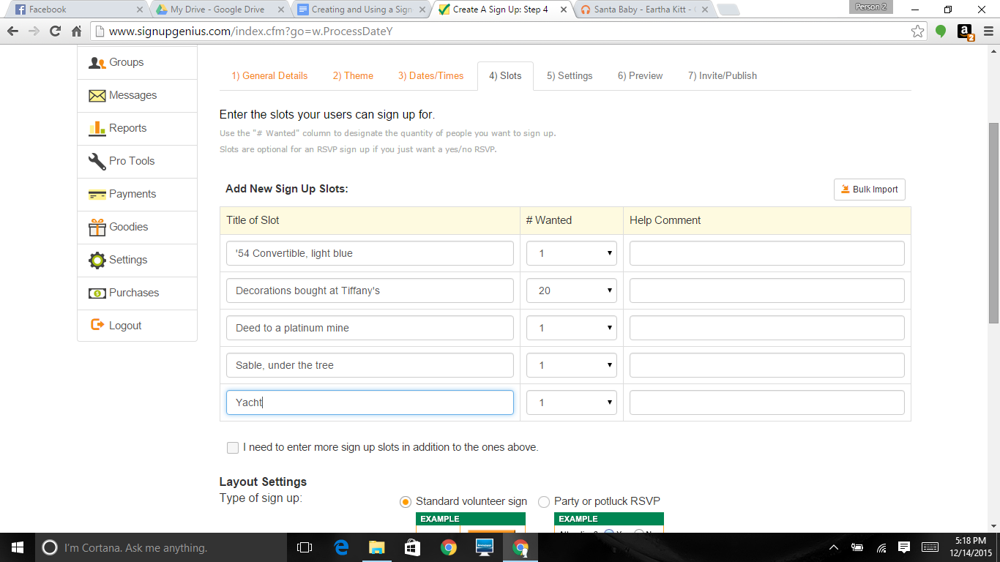 Facebook
My Drive - Google Drive
Creating and Using a Sign
Create A Sign Up: Step 4
Santa Baby - Eartha Kitt -
Person 2
www.signupgenius.com/index.cfm?go=w.ProcessDateY
2
Groups
Messages
Reports
Pro Tools
Payments
Goodies
Settings
Purchases
Logout
1) General Details 2) Theme 3) Dates/Times 4) Slots 5) Settings 6) Preview 7) Invite/Publish
Enter the slots your users can sign up for.
Use the "# Wanted" column to designate the quantity of people you want to sign up.
Slots are optional for an RSVP sign up if you just want a yes/no RSVP.
Add New Sign Up Slots:
Bulk Import
Title of Slot # Wanted Help Comment
'54 Convertible, light blue 1
Decorations bought at Tiffany's 20
Deed to a platinum mine 1
Sable, under the tree 1
Yacht 1
I need to enter more sign up slots in addition to the ones above.
Layout Settings
Type of sign up:
Standard volunteer sign
Party or potluck RSVP
EXAMPLE
EXAMPLE
I'm Cortana. Ask me anything.
5:18 PM
12/14/2015